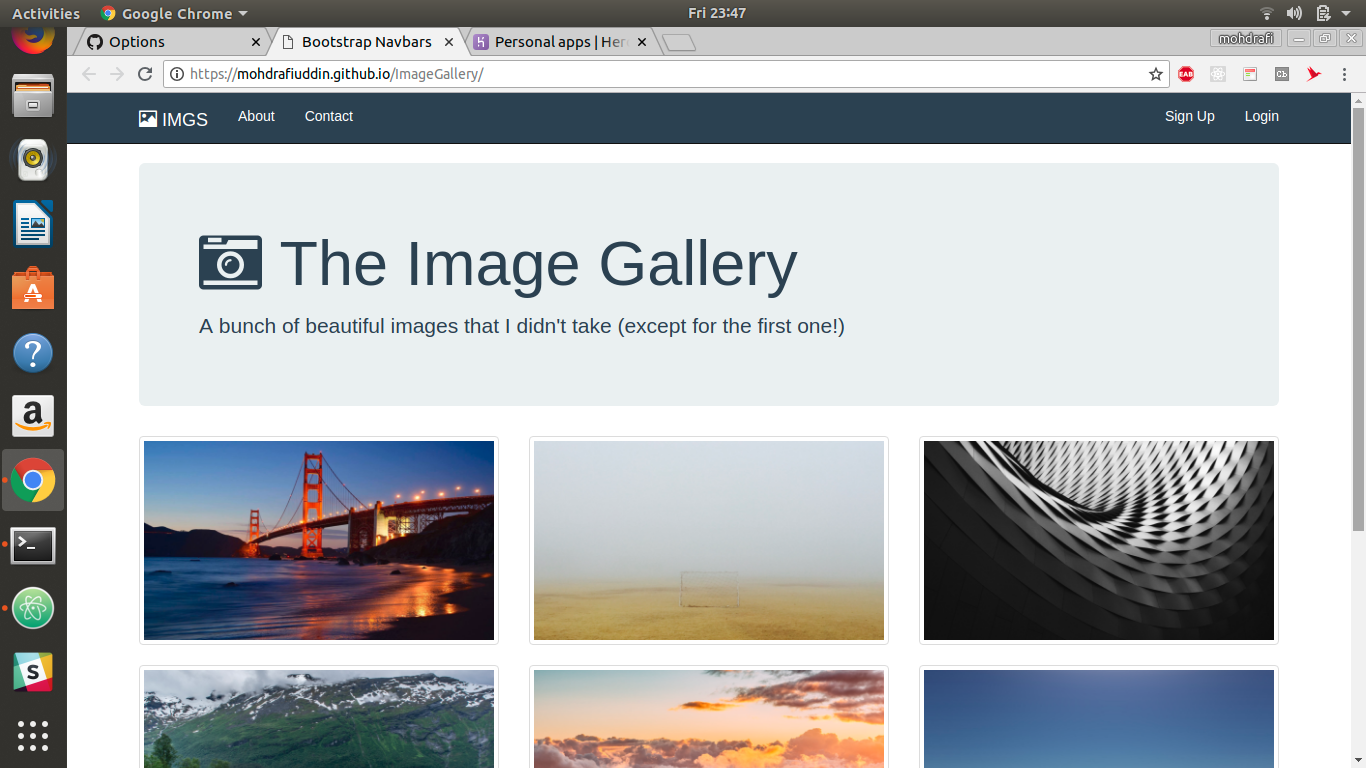 Activities Google Chrome Fri 23:47
Options Bootstrap Navbars Personal apps | Her mohdrafi
https://mohdrafiuddin.github.io/ImageGallery/ EAB Cb
IMGS About Contact Sign Up Login
The Image Gallery
A bunch of beautiful images that I didn't take (except for the first one!)